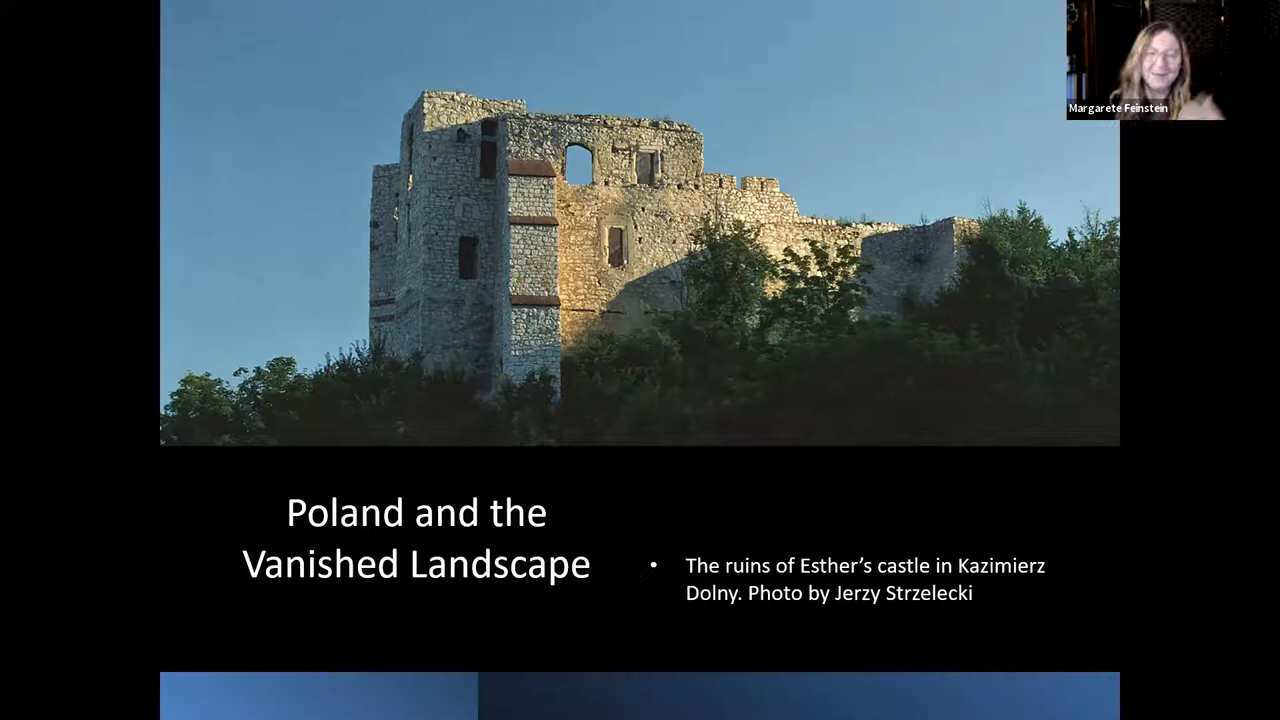 Margarete Feinstein
Poland and the
Vanished Landscape
• The ruins of Esther’s castle in Kazimierz
Dolny. Photo by Jerzy Strzelecki